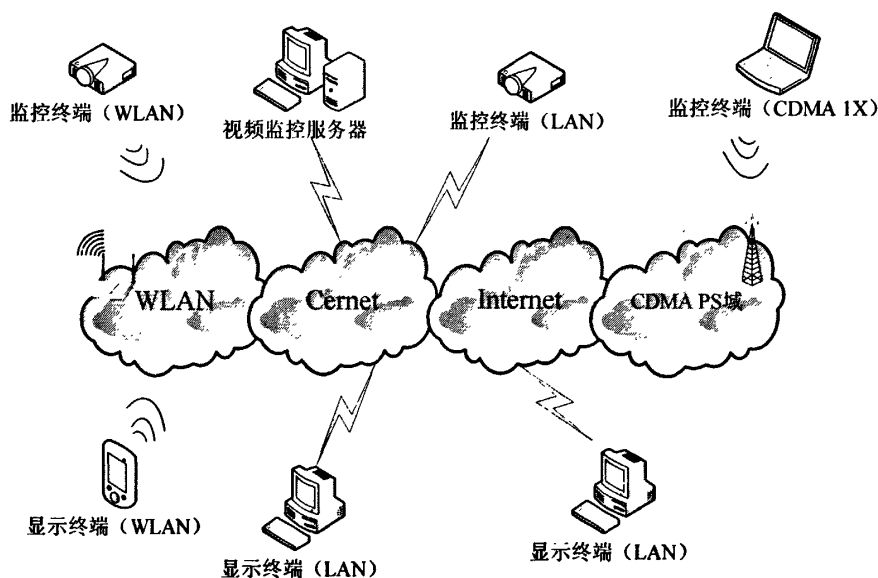 监控终端（WLAN）
视频监控服务器
监控终端（LAN）
监控终端（CDMA 1X）
WLAN
Cernet
Internet
CDMA PS域
显示终端（WLAN）
显示终端（LAN）
显示终端（LAN）